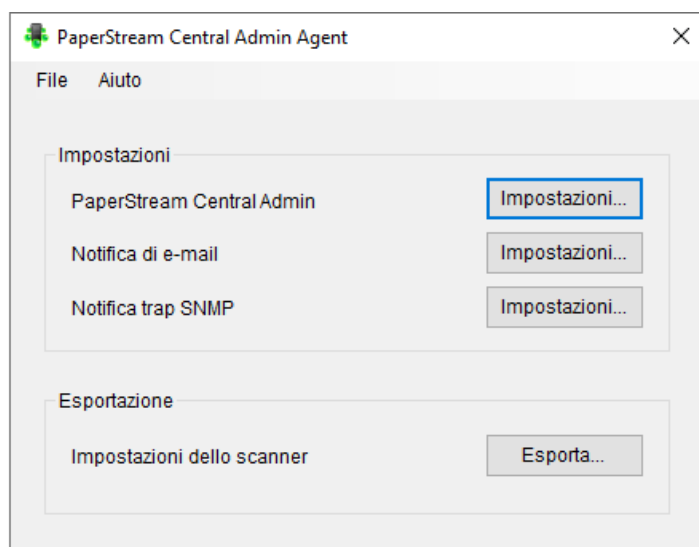 PaperStream Central Admin Agent
File Aiuto
Impostazioni
PaperStream Central Admin Impostazioni...
Notifica di e-mail Impostazioni...
Notifica trap SNMP Impostazioni...
Esportazione
Impostazioni dello scanner Esporta...